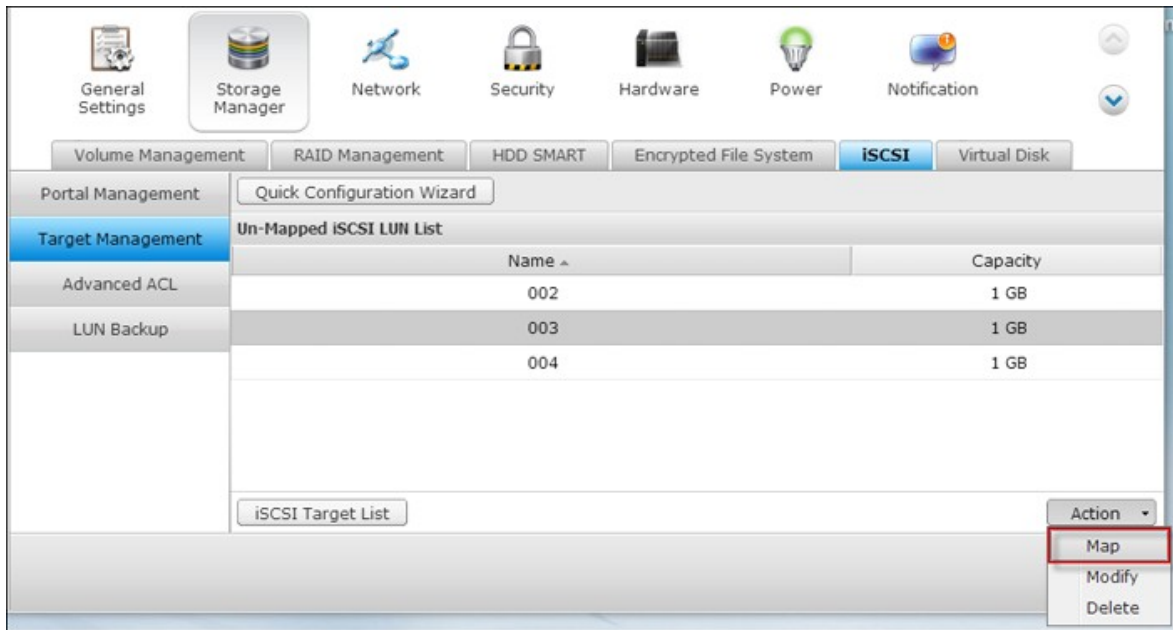 General Settings
Storage Manager
Network
Security
Hardware
Power
Notification
Volume Management
RAID Management
HDD SMART
Encrypted File System
iSCSI
Virtual Disk
Portal Management
Target Management
Advanced ACL
LUN Backup
Quick Configuration Wizard
Un-Mapped iSCSI LUN List
Name
Capacity
002
1 GB
003
1 GB
004
1 GB
iSCSI Target List
Action
Map
Modify
Delete